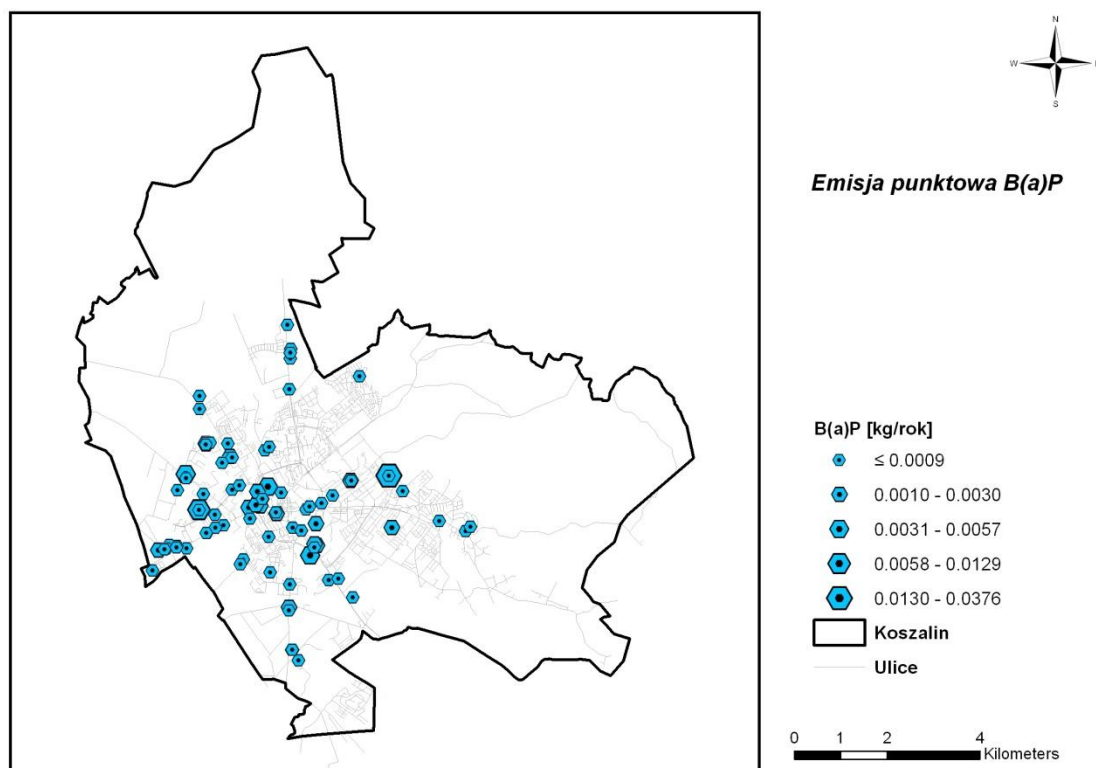 N
W
S
Emisja punktowa B(a)P
B(a)P [kg/rok]
≤ 0.0009
0.0010 - 0.0030
0.0031 - 0.0057
0.0058 - 0.0129
0.0130 - 0.0376
Koszalin
Ulice
0 1 2 4
Kilometers